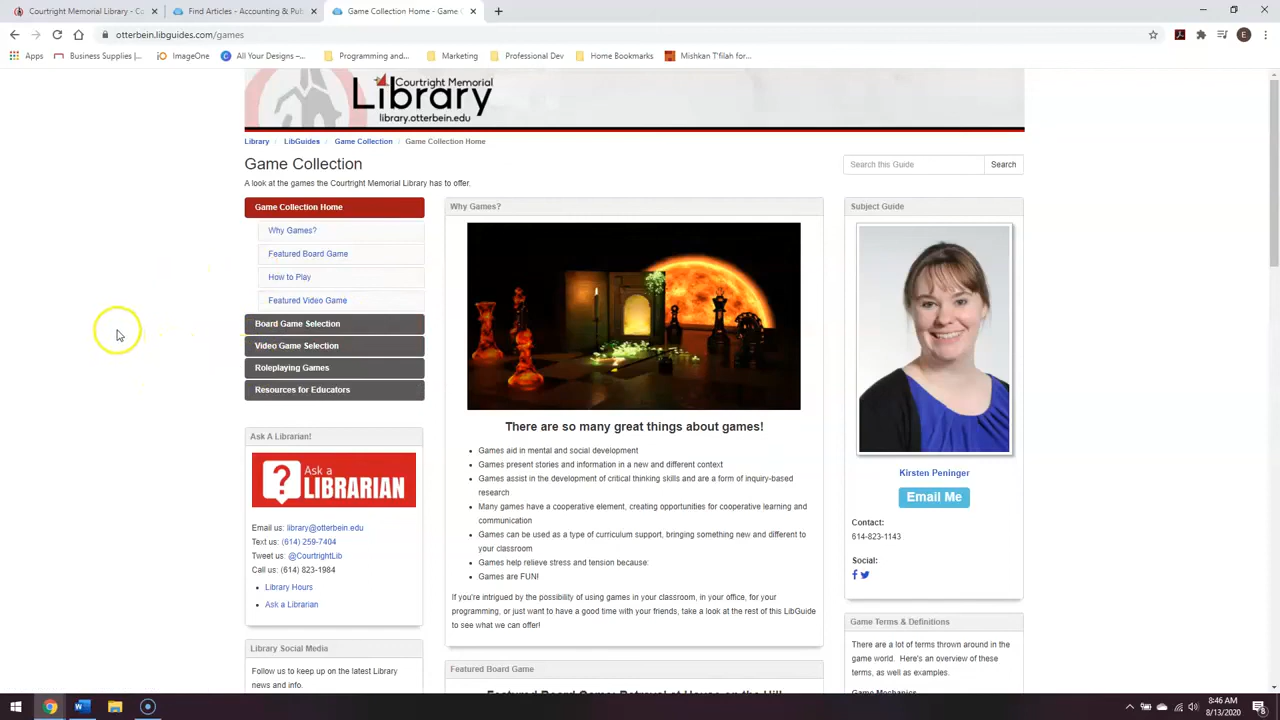 Courtright Memorial Library: Co
Find Articles - Accounting & Pub
Game Collection Home - Game C
otterbein.libguides.com/games
E
Apps
Business Supplies |...
ImageOne
All Your Designs –...
Programming and...
Marketing
Professional Dev
Home Bookmarks
Mishkan T'filah for...
Courtright Memorial
Library
library.otterbein.edu
Library / LibGuides / Game Collection / Game Collection Home
Game Collection
Search this Guide
Search
A look at the games the Courtright Memorial Library has to offer.
Game Collection Home
Why Games?
Featured Board Game
How to Play
Featured Video Game
Board Game Selection
Video Game Selection
Roleplaying Games
Resources for Educators
Ask A Librarian!
Ask a
LIBRARIAN
Email us: library@otterbein.edu
Text us: (614) 259-7404
Tweet us: @CourtrightLib
Call us: (614) 823-1984
Library Hours
Ask a Librarian
Library Social Media
Follow us to keep up on the latest Library
news and info.
Why Games?
There are so many great things about games!
Games aid in mental and social development
Games present stories and information in a new and different context
Games assist in the development of critical thinking skills and are a form of inquiry-based
research
Many games have a cooperative element, creating opportunities for cooperative learning and
communication
Games can be used as a type of curriculum support, bringing something new and different to
your classroom
Games help relieve stress and tension because:
Games are FUN!
If you're intrigued by the possibility of using games in your classroom, in your office, for your
programming, or just want to have a good time with your friends, take a look at the rest of this LibGuide
to see what we can offer!
Featured Board Game
Featured Board Game: Betrayal at House on the Hill
Subject Guide
Kirsten Peninger
Email Me
Contact:
614-823-1143
Social:
Game Terms & Definitions
There are a lot of terms thrown around in the
game world. Here's an overview of these
terms, as well as examples.
Game Mechanics
8:46 AM
8/13/2020